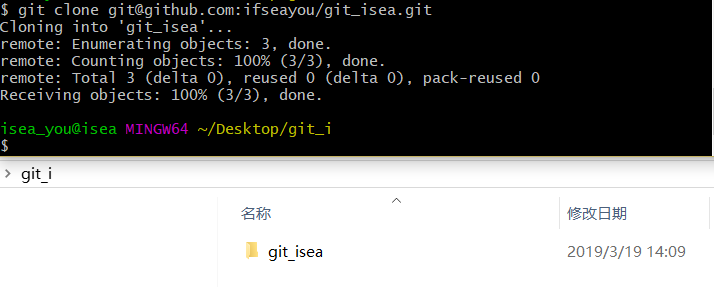 $ git clone git@github.com:ifseayou/git_isea.git
Cloning into 'git_isea'...
remote: Enumerating objects: 3, done.
remote: Counting objects: 100% (3/3), done.
remote: Total 3 (delta 0), reused 0 (delta 0), pack-reused 0
Receiving objects: 100% (3/3), done.
isea_you@isea MINGW64 ~/Desktop/git_i
$
git_i
名称 修改日期
git_isea 2019/3/19 14:09